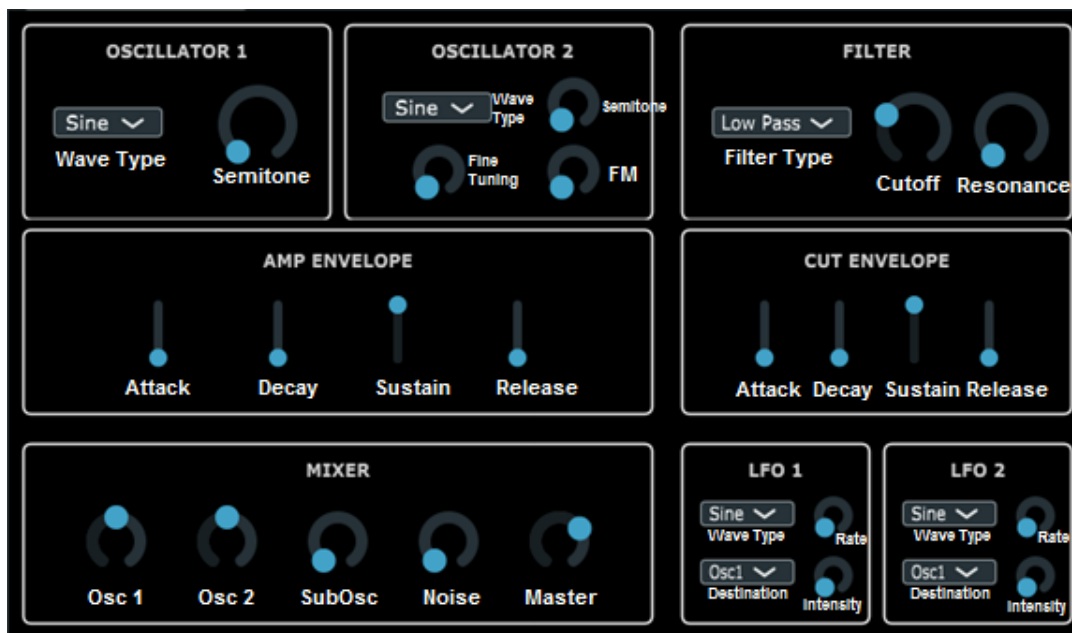 OSCILLATOR 1
Sine
Wave Type
Semitone
OSCILLATOR 2
Sine
Wave
Type
Semitone
Fine
Tuning
FM
FILTER
Low Pass
Filter Type
Cutoff
Resonance
AMP ENVELOPE
Attack
Decay
Sustain
Release
CUT ENVELOPE
Attack
Decay
Sustain
Release
MIXER
Osc 1
Osc 2
SubOsc
Noise
Master
LFO 1
Sine
Wave Type
Rate
Osc1
Destination
Intensity
LFO 2
Sine
Wave Type
Rate
Osc1
Destination
Intensity